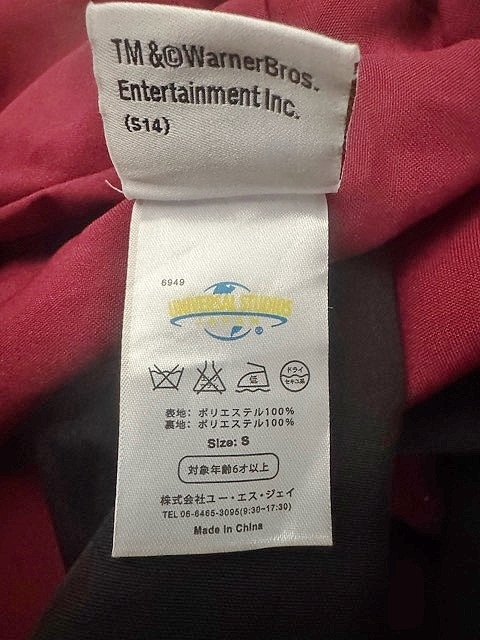 TM &©WarnerBros.
Entertainment Inc.
(S14)
6949
UNIVERSAL STUDIOS
JAPAN
®
低
ドライ
セキユ系
表地: ポリエステル100%
裏地: ポリエステル100%
Size: S
対象年齢6才以上
株式会社ユー・エス・ジェイ
TEL 06-6465-3095(9:30-17:30)
Made in China